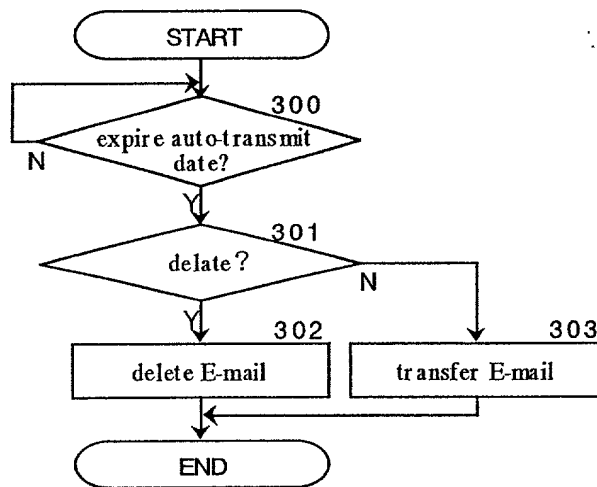 START
300
expire auto-transmit
date?
N
Y
301
delate?
N
Y
302
303
delete E-mail
transfer E-mail
END